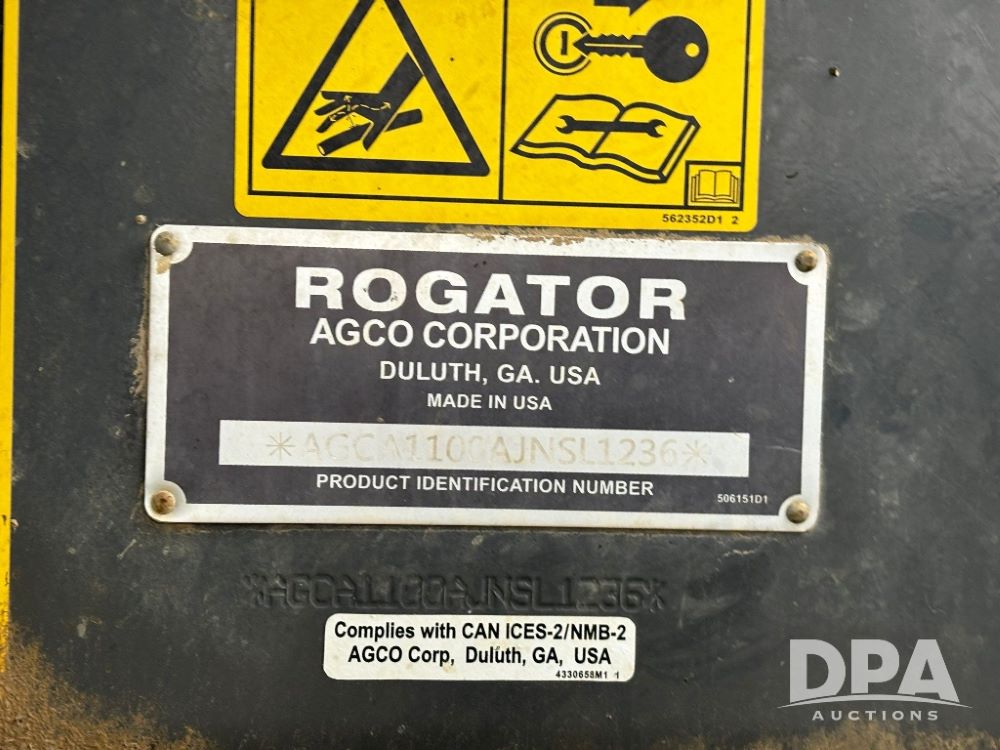 562352D1 2
ROGATOR
AGCO CORPORATION
DULUTH, GA. USA
MADE IN USA
*AGCA1100AJNSL1236*
PRODUCT IDENTIFICATION NUMBER
506151D1
*AGCA1100AJNSL1236*
Complies with CAN ICES-2/NMB-2
AGCO Corp, Duluth, GA, USA
4330658M1 1
DPA
AUCTIONS